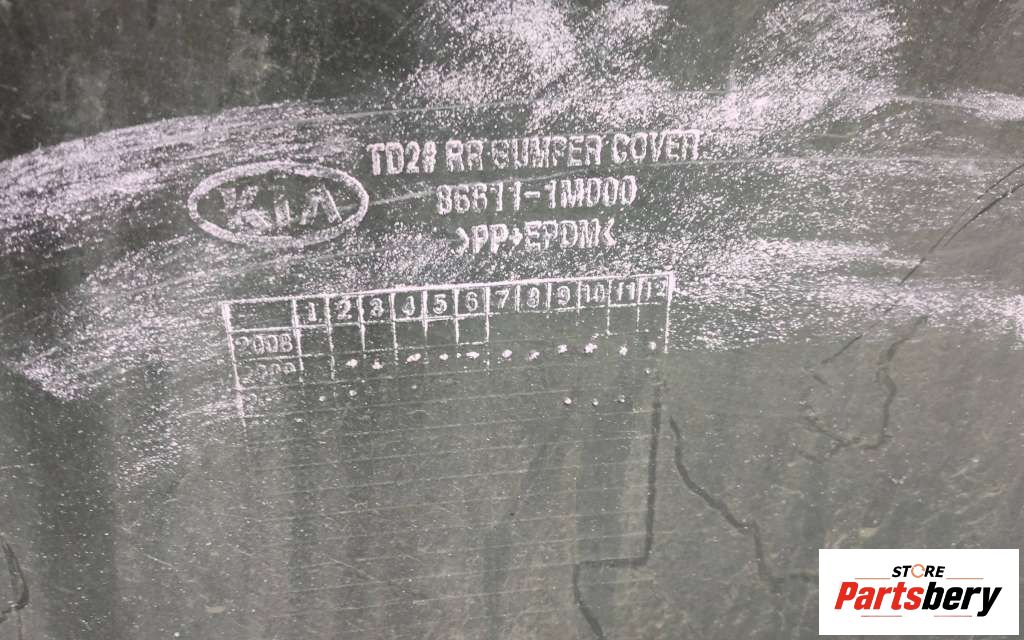 KIA
TD2# RR BUMPER COVER
86611-1M000
>PP+EPDM<
1 2 3 4 5 6 7 8 9 10 11 12
2008
2009
STORE
Partsbery